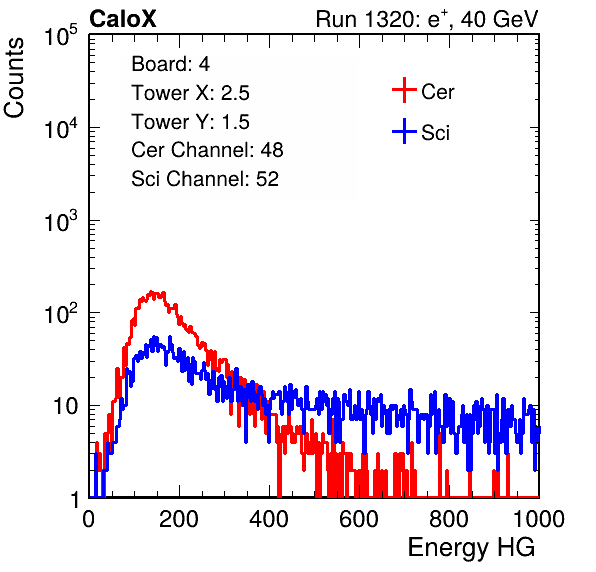 CaloX Run 1320: e⁺, 40 GeV
Counts
Board: 4
Tower X: 2.5
Tower Y: 1.5
Cer Channel: 48
Sci Channel: 52
Cer
Sci
10⁵
10⁴
10³
10²
10
1
0 200 400 600 800 1000
Energy HG